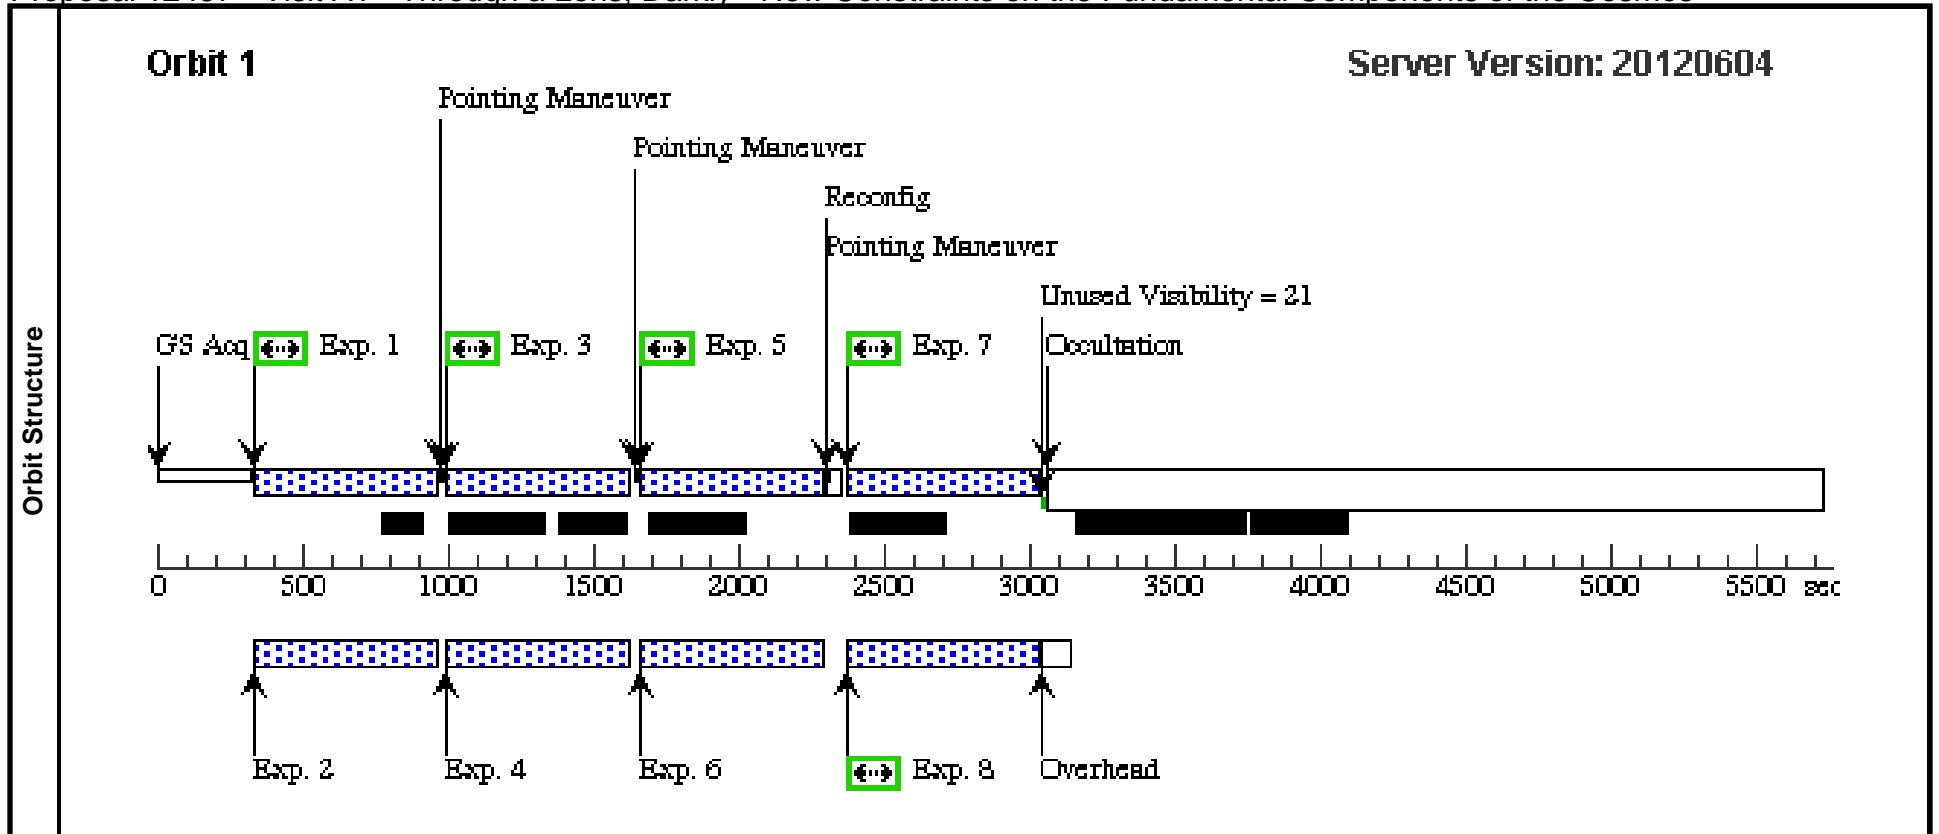 Orbit 1
Server Version: 20120604
Pointing Maneuver
Pointing Maneuver
Reconfig
Pointing Maneuver
Unused Visibility = 21
GS Acq Exp. 1 Exp. 3 Exp. 5 Exp. 7 Occultation
Orbit Structure
0 500 1000 1500 2000 2500 3000 3500 4000 4500 5000 5500 sec
Exp. 2 Exp. 4 Exp. 6 Exp. 8 Overhead